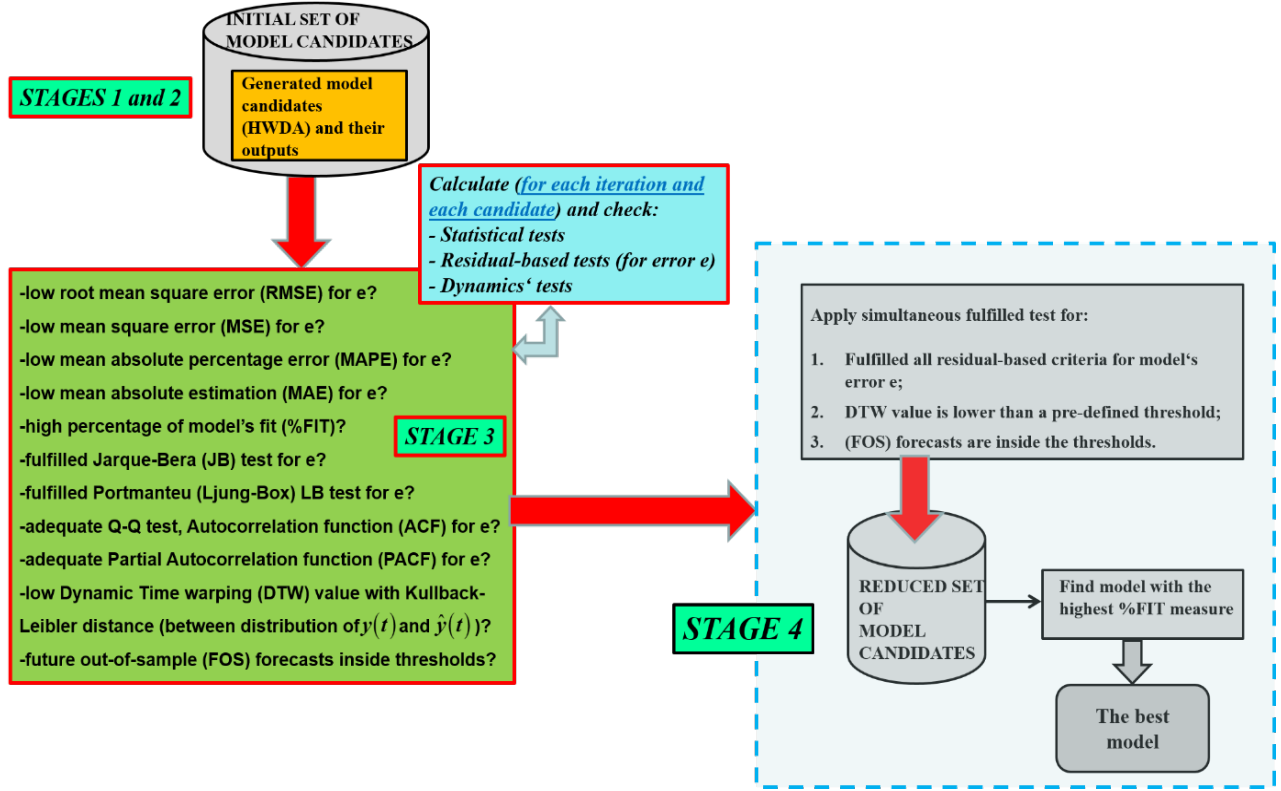 INITIAL SET OF
MODEL CANDIDATES
Generated model
candidates
(HWDA) and their
outputs
STAGES 1 and 2
Calculate (for each iteration and
each candidate) and check:
- Statistical tests
- Residual-based tests (for error e)
- Dynamics‘ tests
-low root mean square error (RMSE) for e?
-low mean square error (MSE) for e?
-low mean absolute percentage error (MAPE) for e?
-low mean absolute estimation (MAE) for e?
-high percentage of model’s fit (%FIT)?
-fulfilled Jarque-Bera (JB) test for e?
-fulfilled Portmanteu (Ljung-Box) LB test for e?
-adequate Q-Q test, Autocorrelation function (ACF) for e?
-adequate Partial Autocorrelation function (PACF) for e?
-low Dynamic Time warping (DTW) value with Kullback-
Leibler distance (between distribution of y(t) and ŷ(t) )?
-future out-of-sample (FOS) forecasts inside thresholds?
STAGE 3
Apply simultaneous fulfilled test for:
1. Fulfilled all residual-based criteria for model‘s
error e;
2. DTW value is lower than a pre-defined threshold;
3. (FOS) forecasts are inside the thresholds.
REDUCED SET
OF
MODEL
CANDIDATES
Find model with the
highest %FIT measure
STAGE 4
The best
model